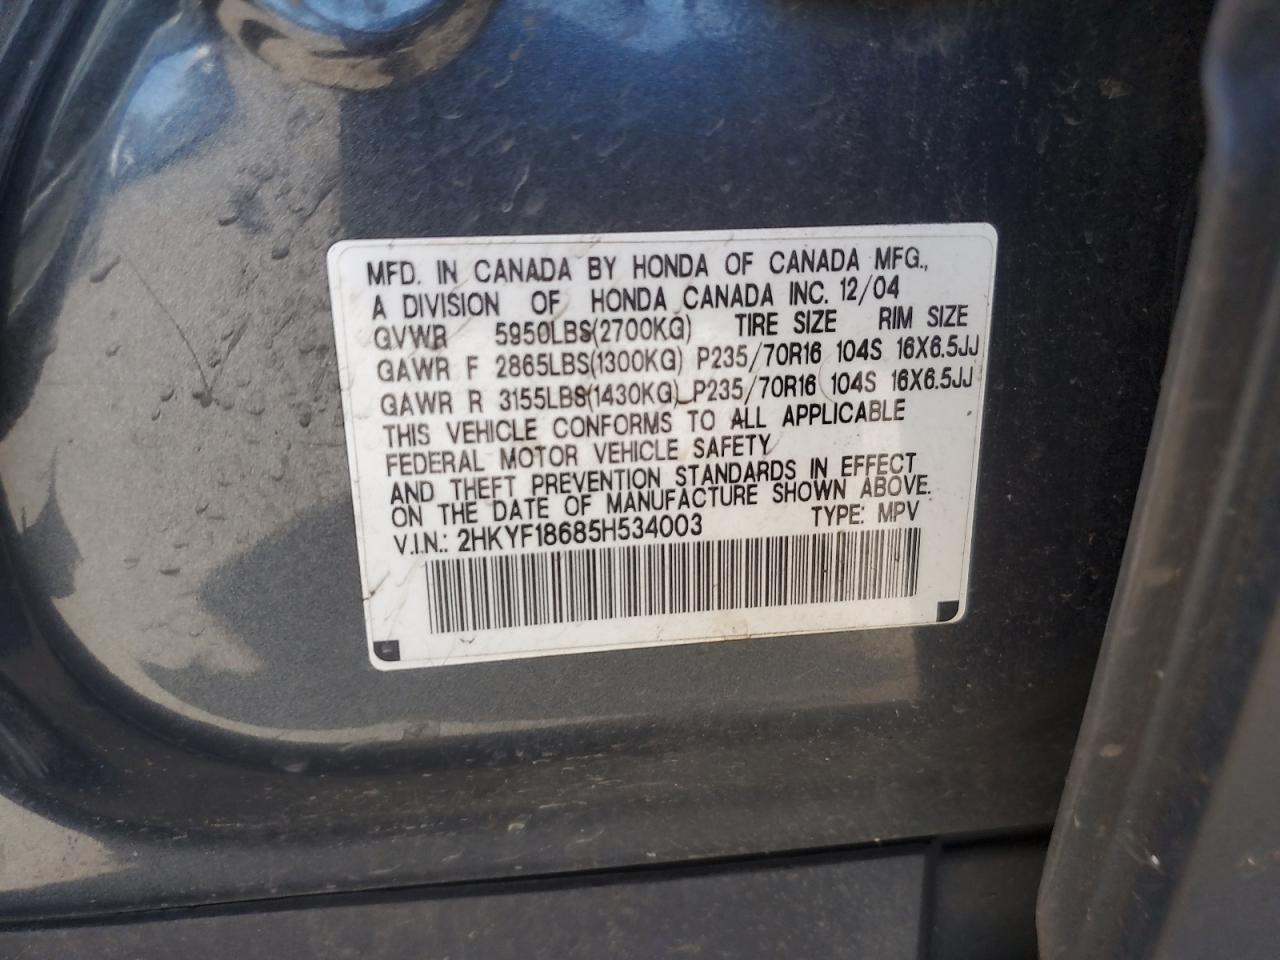 MFD. IN CANADA BY HONDA OF CANADA MFG.,
A DIVISION OF HONDA CANADA INC. 12/04
GVWR 5950LBS(2700KG) TIRE SIZE RIM SIZE
GAWR F 2865LBS(1300KG) P235/70R16 104S 16X6.5JJ
GAWR R 3155LBS(1430KG) P235/70R16 104S 16X6.5JJ
THIS VEHICLE CONFORMS TO ALL APPLICABLE
FEDERAL MOTOR VEHICLE SAFETY
AND THEFT PREVENTION STANDARDS IN EFFECT
ON THE DATE OF MANUFACTURE SHOWN ABOVE.
V.I.N.: 2HKYF18685H534003 TYPE: MPV